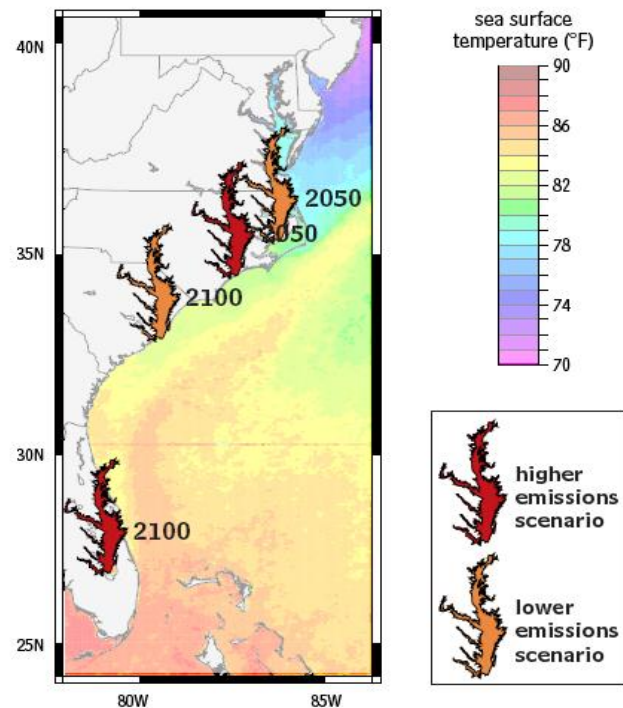 sea surface
temperature (°F)
40N
35N
30N
25N
80W
85W
2050
2050
2100
2100
90
86
82
78
74
70
higher
emissions
scenario
lower
emissions
scenario